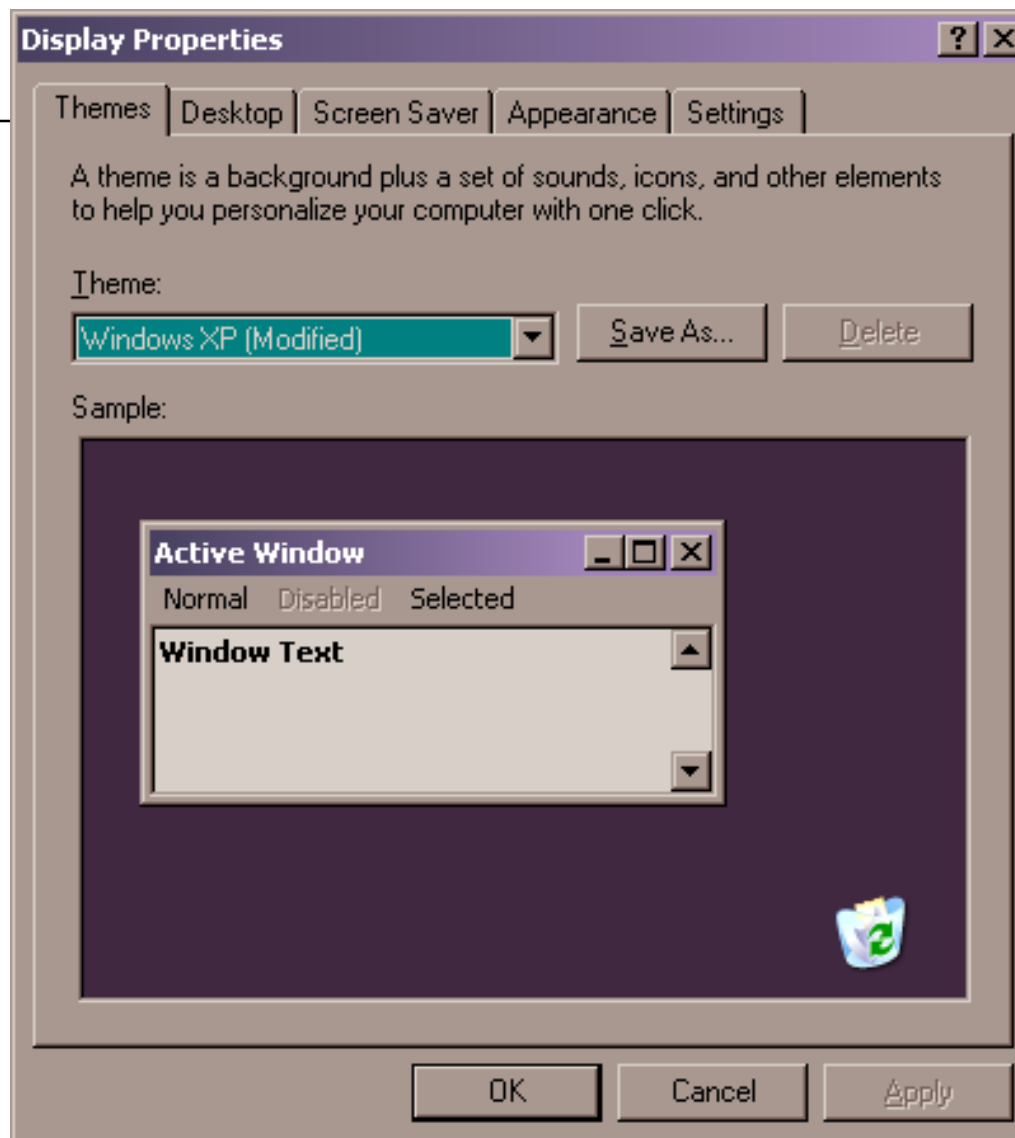 Display Properties
Themes Desktop Screen Saver Appearance Settings
A theme is a background plus a set of sounds, icons, and other elements
to help you personalize your computer with one click.
Theme:
Windows XP (Modified) Save As... Delete
Sample:
Active Window
Normal Disabled Selected
Window Text
OK Cancel Apply